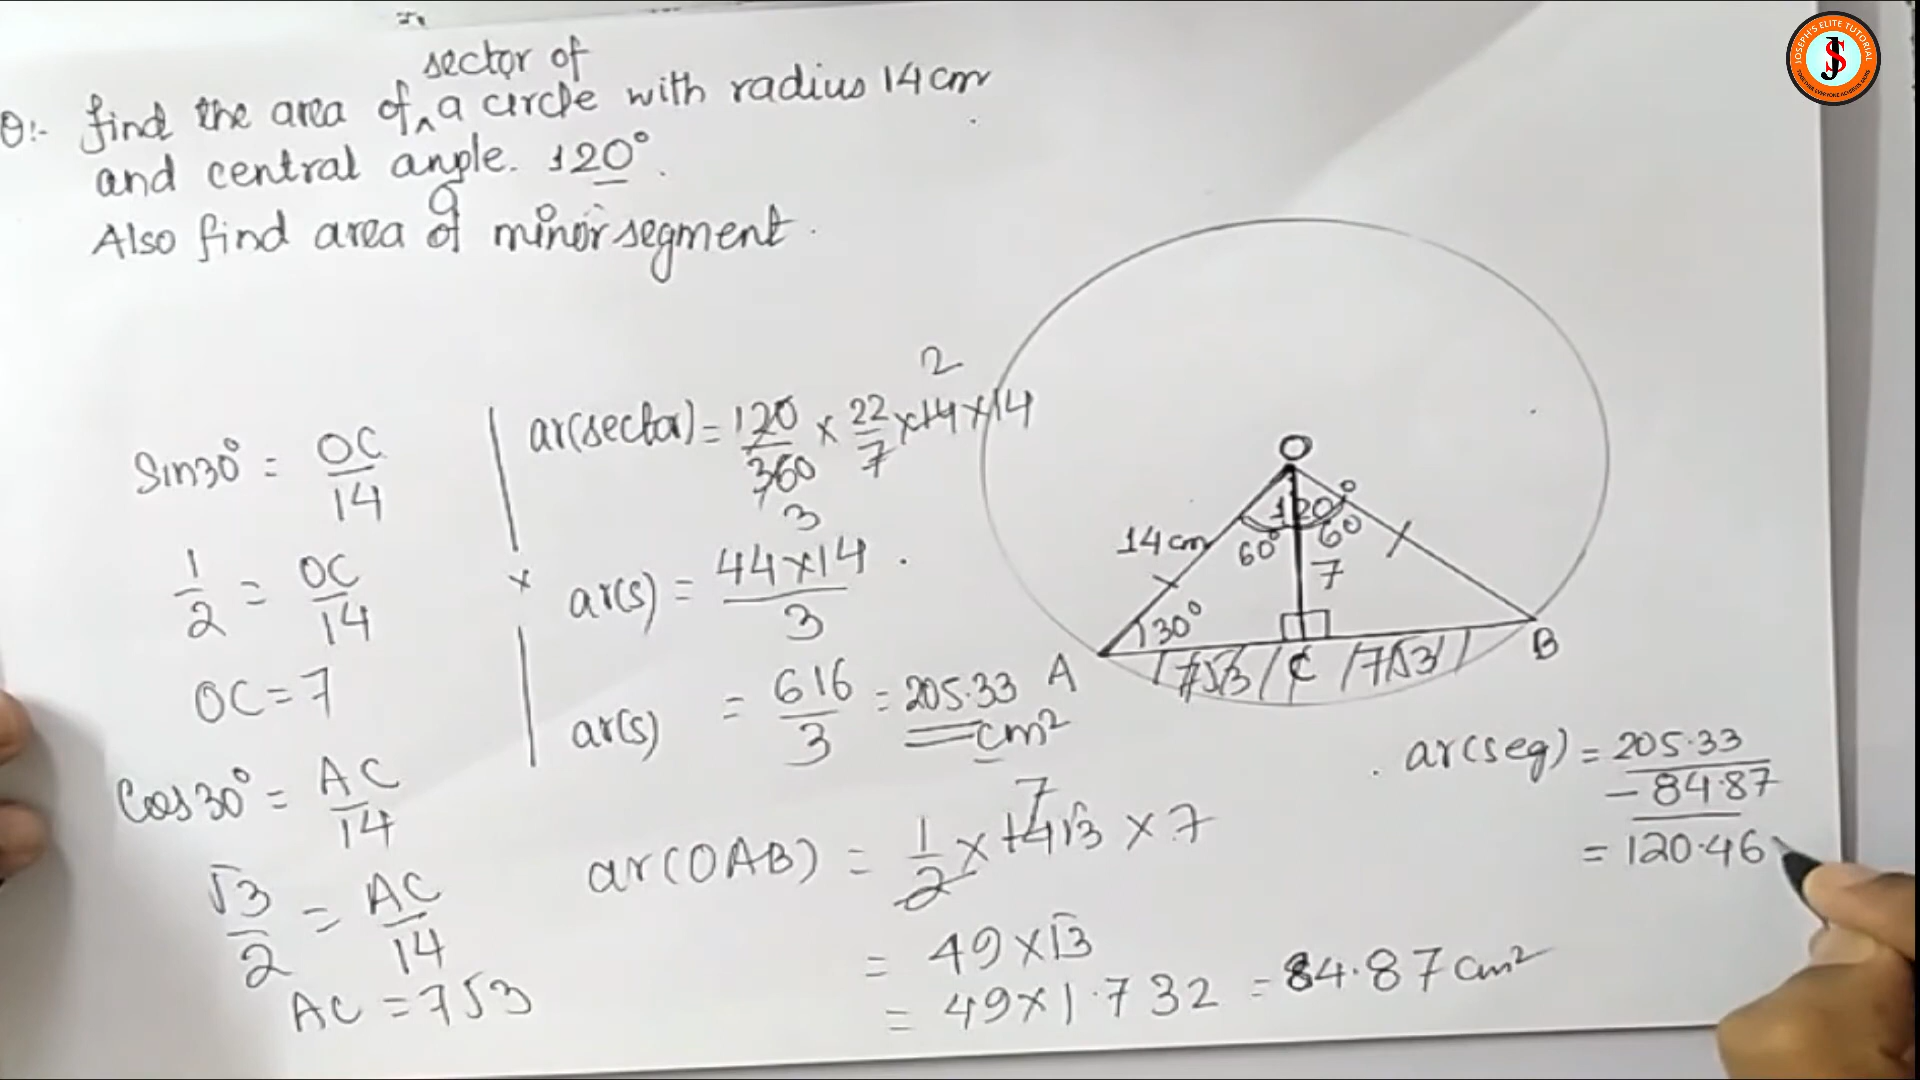 sector of
Q:- find the area of ^ a circle with radius 14cm
and central angle. 120°.
Also find area of minor segment.
Sin30° = OC/14
1/2 = OC/14
OC = 7
Cos30° = AC/14
√3/2 = AC/14
AC = 7√3
2
ar(sector) = 120/360 × 22/7 × 14 × 14
3
ar(s) = 44×14/3
ar(s) = 616/3 = 205.33
cm²
7
ar(OAB) = 1/2 × 14√3 × 7
= 49 × √3
= 49 × 1.732 = 84.87 cm²
O
120°
60° 60°
14cm
7
30°
A 7√3 C 7√3 B
ar(seg) = 205.33
- 84.87
= 120.46
JOSEPH'S ELITE TUTORIAL
JS